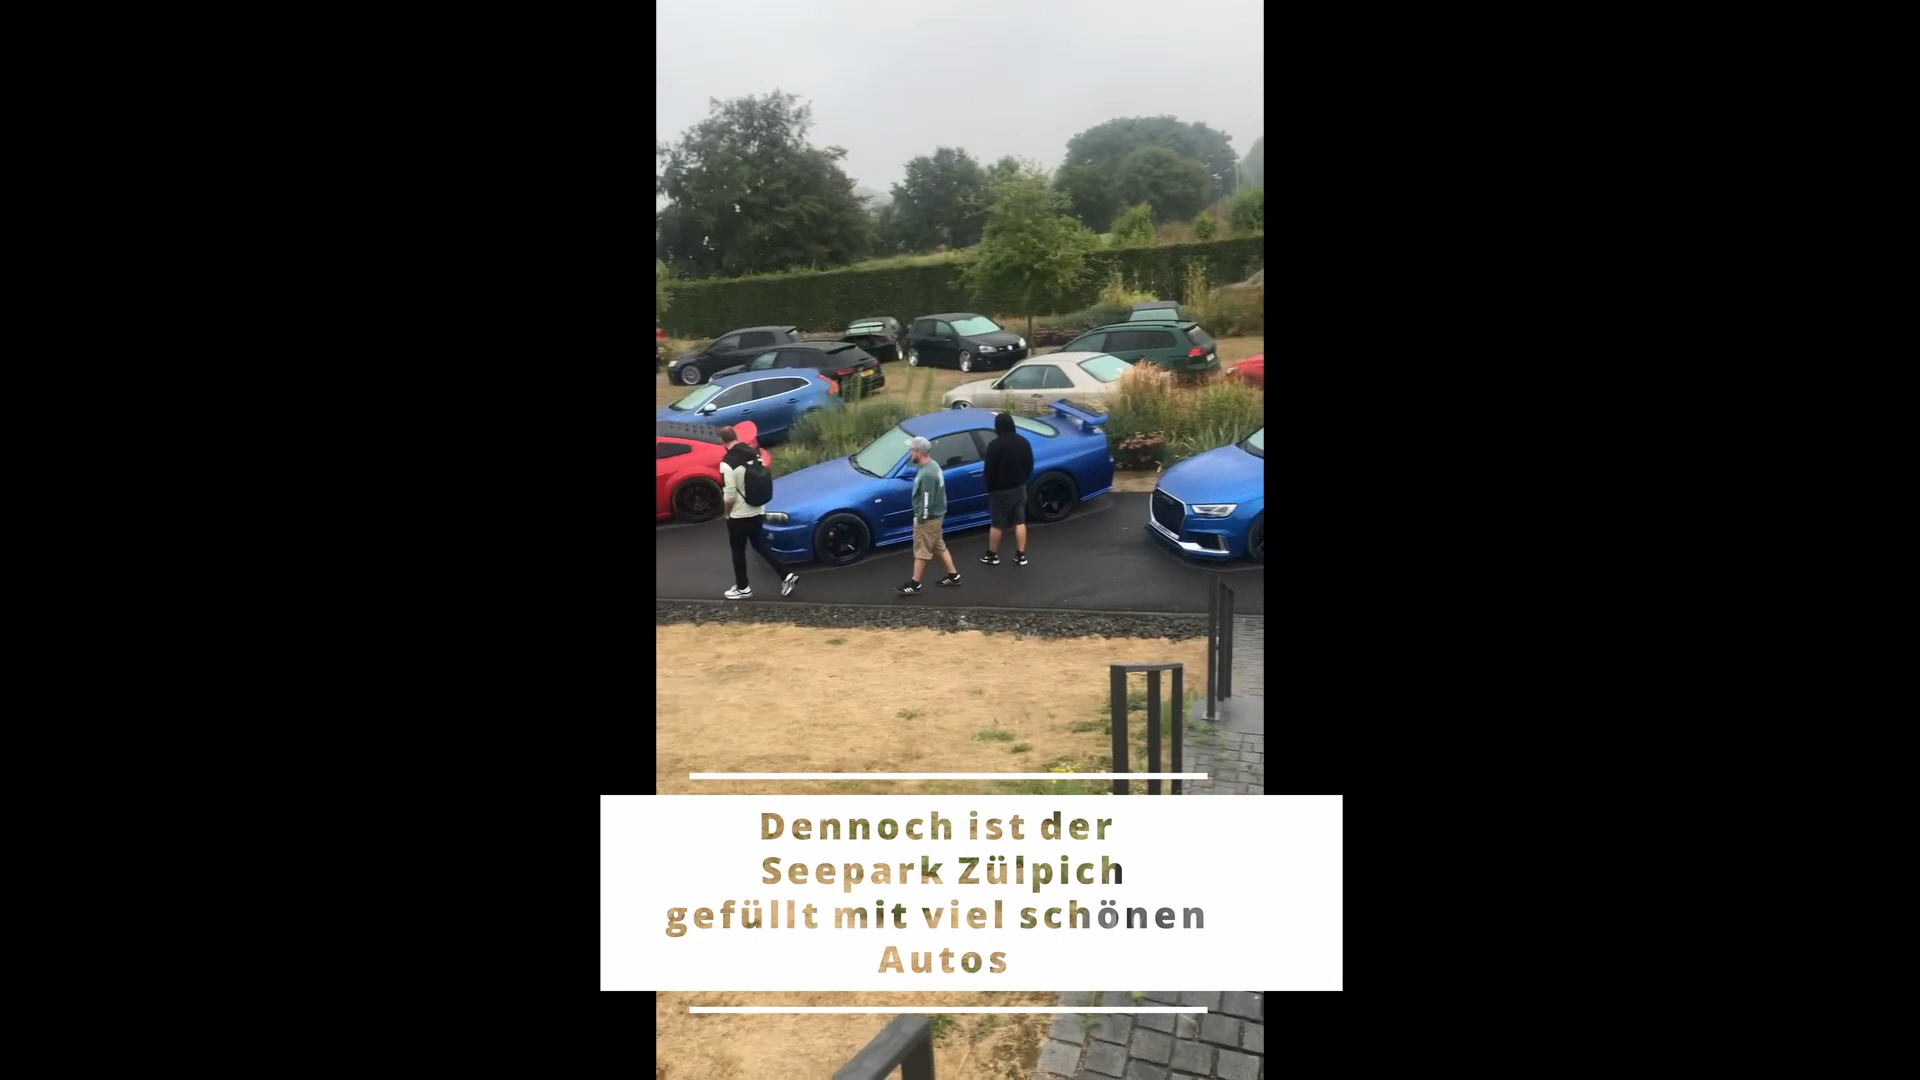 Dennoch ist der
Seepark Zülpich
gefüllt mit viel schönen
Autos